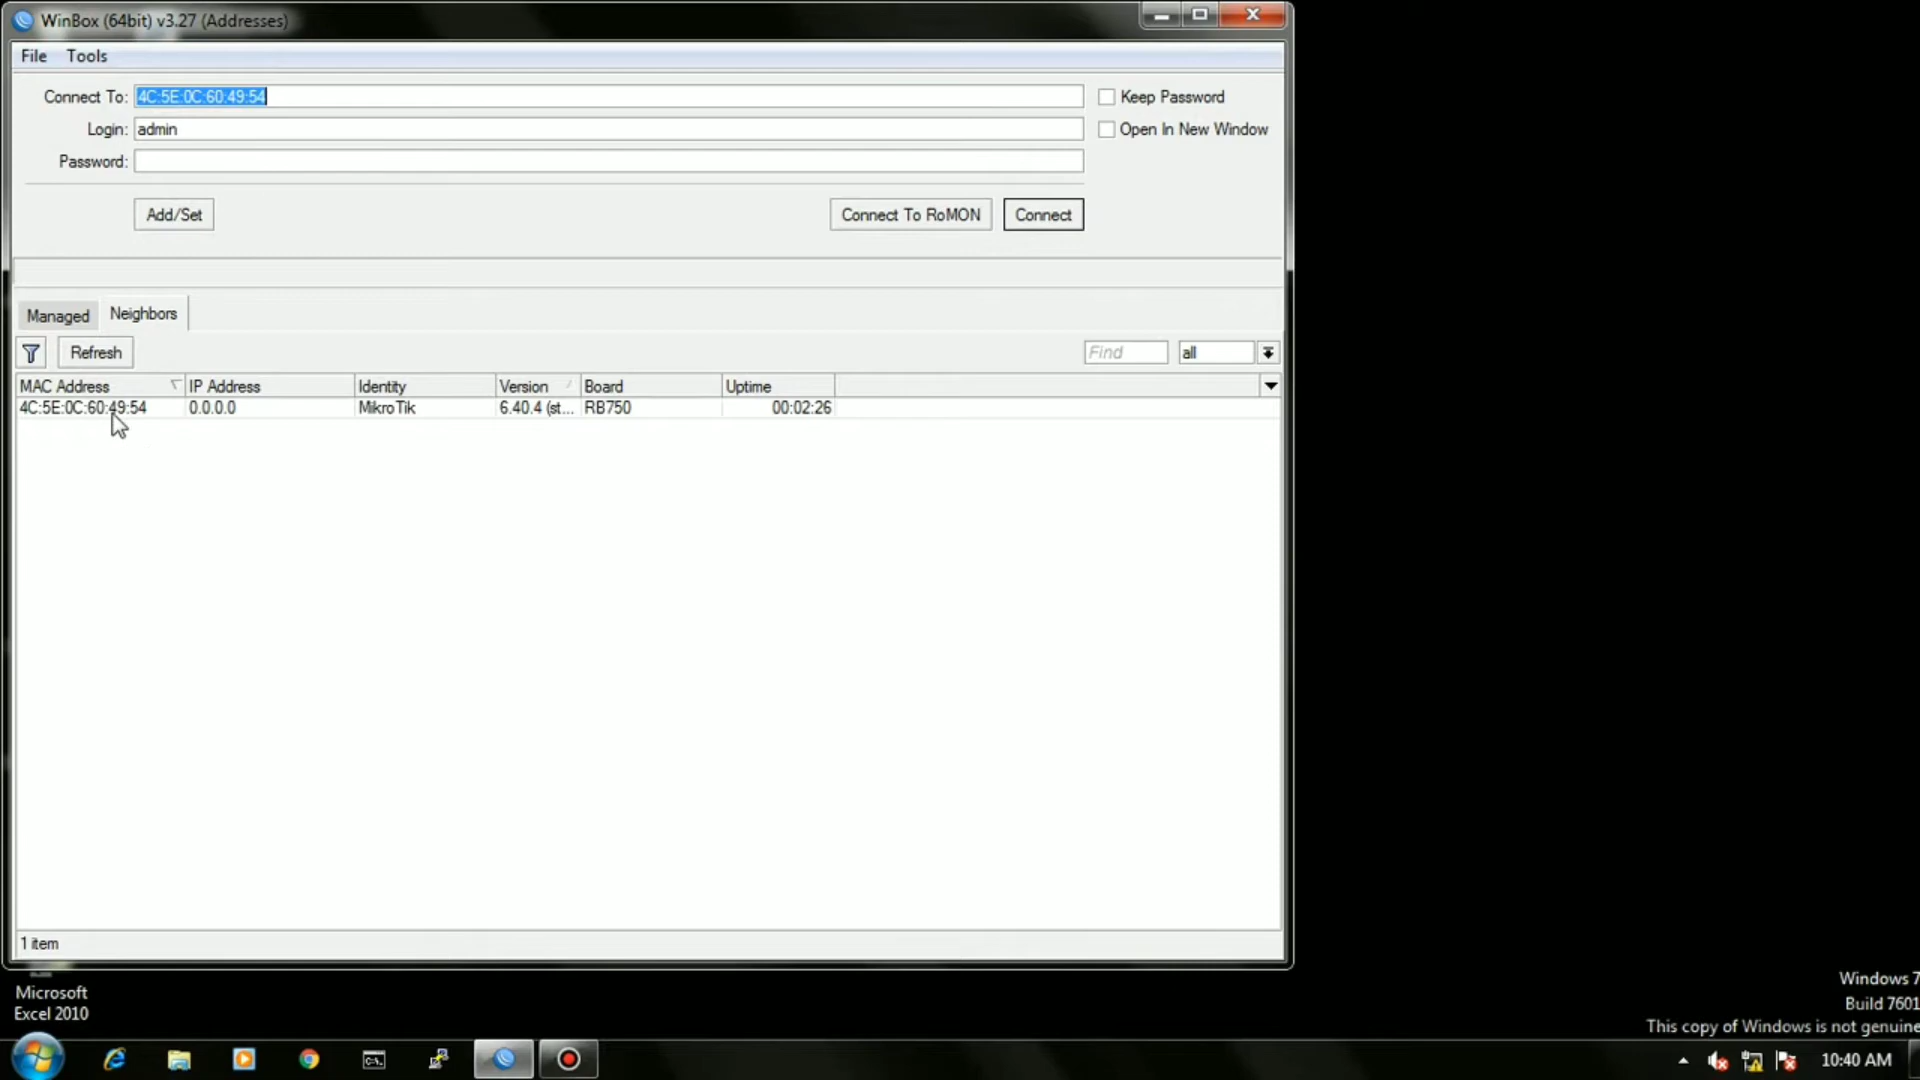 WinBox (64bit) v3.27 (Addresses)
File Tools
Connect To: 4C:5E:0C:60:49:54
Keep Password
Login: admin
Open In New Window
Password:
Add/Set
Connect To RoMON
Connect
Managed
Neighbors
Refresh
Find
all
MAC Address IP Address Identity Version Board Uptime
4C:5E:0C:60:49:54 0.0.0.0 MikroTik 6.40.4 (st... RB750 00:02:26
1 item
Microsoft
Excel 2010
Windows 7
Build 7601
This copy of Windows is not genuine
C:\.
10:40 AM